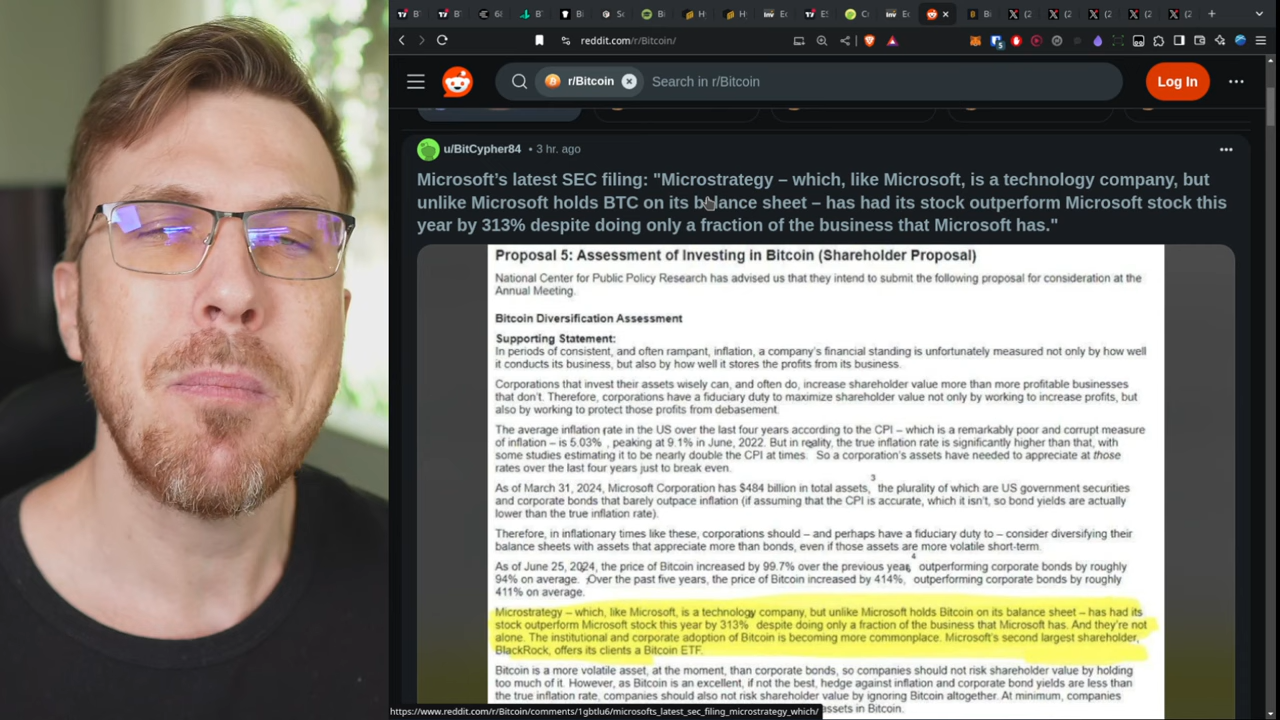 reddit.com/r/Bitcoin/
r/Bitcoin
Search in r/Bitcoin
Log In
u/BitCypher84 • 3 hr. ago
Microsoft's latest SEC filing: "Microstrategy – which, like Microsoft, is a technology company, but
unlike Microsoft holds BTC on its balance sheet – has had its stock outperform Microsoft stock this
year by 313% despite doing only a fraction of the business that Microsoft has."
Proposal 5: Assessment of Investing in Bitcoin (Shareholder Proposal)
National Center for Public Policy Research has advised us that they intend to submit the following proposal for consideration at the
Annual Meeting.
Bitcoin Diversification Assessment
Supporting Statement:
In periods of consistent, and often rampant, inflation, a company's financial standing is unfortunately measured not only by how well
it conducts its business, but also by how well it stores the profits from its business.
Corporations that invest their assets wisely can, and often do, increase shareholder value more than more profitable businesses
that don't. Therefore, corporations have a fiduciary duty to maximize shareholder value not only by working to increase profits, but
also by working to protect those profits from debasement.
The average inflation rate in the US over the last four years according to the CPI – which is a remarkably poor and corrupt measure
of inflation – is 5.03% , peaking at 9.1% in June, 2022. But in reality, the true inflation rate is significantly higher than that, with
some studies estimating it to be nearly double the CPI at times. So a corporation's assets have needed to appreciate at those
rates over the last four years just to break even.
As of March 31, 2024, Microsoft Corporation has $484 billion in total assets, 3 the plurality of which are US government securities
and corporate bonds that barely outpace inflation (if assuming that the CPI is accurate, which it isn't, so bond yields are actually
lower than the true inflation rate).
Therefore, in inflationary times like these, corporations should – and perhaps have a fiduciary duty to – consider diversifying their
balance sheets with assets that appreciate more than bonds, even if those assets are more volatile short-term.
As of June 25, 2024, the price of Bitcoin increased by 99.7% over the previous year, 4 outperforming corporate bonds by roughly
94% on average. Over the past five years, the price of Bitcoin increased by 414%, outperforming corporate bonds by roughly
411% on average.
Microstrategy – which, like Microsoft, is a technology company, but unlike Microsoft holds Bitcoin on its balance sheet – has had its
stock outperform Microsoft stock this year by 313% despite doing only a fraction of the business that Microsoft has. And they're not
alone. The institutional and corporate adoption of Bitcoin is becoming more commonplace. Microsoft's second largest shareholder,
BlackRock, offers its clients a Bitcoin ETF.
Bitcoin is a more volatile asset, at the moment, than corporate bonds, so companies should not risk shareholder value by holding
too much of it. However, as Bitcoin is an excellent, if not the best, hedge against inflation and corporate bond yields are less than
the true inflation rate, companies should also not risk shareholder value by ignoring Bitcoin altogether. At minimum, companies
assets in Bitcoin.
https://www.reddit.com/r/Bitcoin/comments/1gbtlu6/microsofts_latest_sec_filing_microstrategy_which/